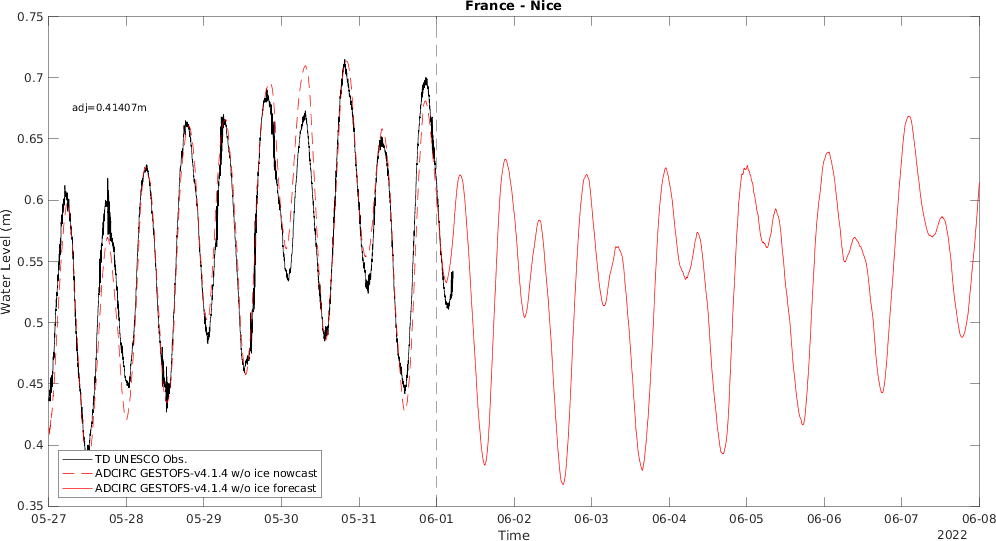 France - Nice
0.75
0.7
0.65
0.6
0.55
0.5
0.45
0.4
0.35
Water Level (m)
adj=0.41407m
TD UNESCO Obs.
ADCIRC GESTOFS-v4.1.4 w/o ice nowcast
ADCIRC GESTOFS-v4.1.4 w/o ice forecast
05-27 05-28 05-29 05-30 05-31 06-01 06-02 06-03 06-04 06-05 06-06 06-07 06-08
Time
2022